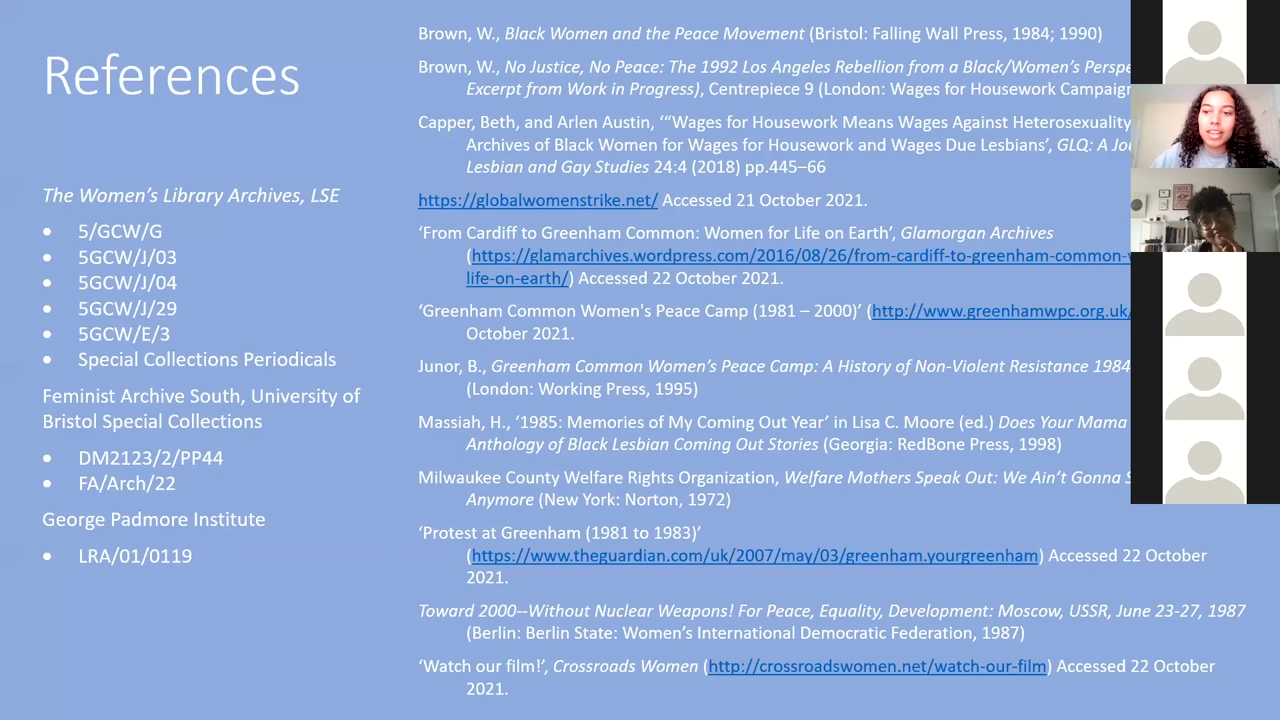 References
The Women's Library Archives, LSE
• 5/GCW/G
• 5GCW/J/03
• 5GCW/J/04
• 5GCW/J/29
• 5GCW/E/3
• Special Collections Periodicals
Feminist Archive South, University of
Bristol Special Collections
• DM2123/2/PP44
• FA/Arch/22
George Padmore Institute
• LRA/01/0119
Brown, W., Black Women and the Peace Movement (Bristol: Falling Wall Press, 1984; 1990)
Brown, W., No Justice, No Peace: The 1992 Los Angeles Rebellion from a Black/Women's
Excerpt from Work in Progress), Centrepiece 9 (London: Wages for Housework
Capper, Beth, and Arlen Austin, '“Wages for Housework Means Wages Against Heterosexuality
Archives of Black Women for Wages for Housework and Wages Due Lesbians', GLQ: A
Lesbian and Gay Studies 24:4 (2018) pp.445–66
https://globalwomenstrike.net/ Accessed 21 October 2021.
‘From Cardiff to Greenham Common: Women for Life on Earth’, Glamorgan Archives
(https://glamarchives.wordpress.com/2016/08/26/from-cardiff-to-greenham-common-
life-on-earth/) Accessed 22 October 2021.
‘Greenham Common Women's Peace Camp (1981 – 2000)’ (http://www.greenhamwpc.org.uk/
October 2021.
Junor, B., Greenham Common Women’s Peace Camp: A History of Non-Violent Resistance 1984
(London: Working Press, 1995)
Massiah, H., ‘1985: Memories of My Coming Out Year’ in Lisa C. Moore (ed.) Does Your Mama
Anthology of Black Lesbian Coming Out Stories (Georgia: RedBone Press, 1998)
Milwaukee County Welfare Rights Organization, Welfare Mothers Speak Out: We Ain’t Gonna
Anymore (New York: Norton, 1972)
‘Protest at Greenham (1981 to 1983)’
(https://www.theguardian.com/uk/2007/may/03/greenham.yourgreenham) Accessed 22 October
2021.
Toward 2000--Without Nuclear Weapons! For Peace, Equality, Development: Moscow, USSR, June 23-27, 1987
(Berlin: Berlin State: Women’s International Democratic Federation, 1987)
‘Watch our film!’, Crossroads Women (http://crossroadswomen.net/watch-our-film) Accessed 22 October
2021.